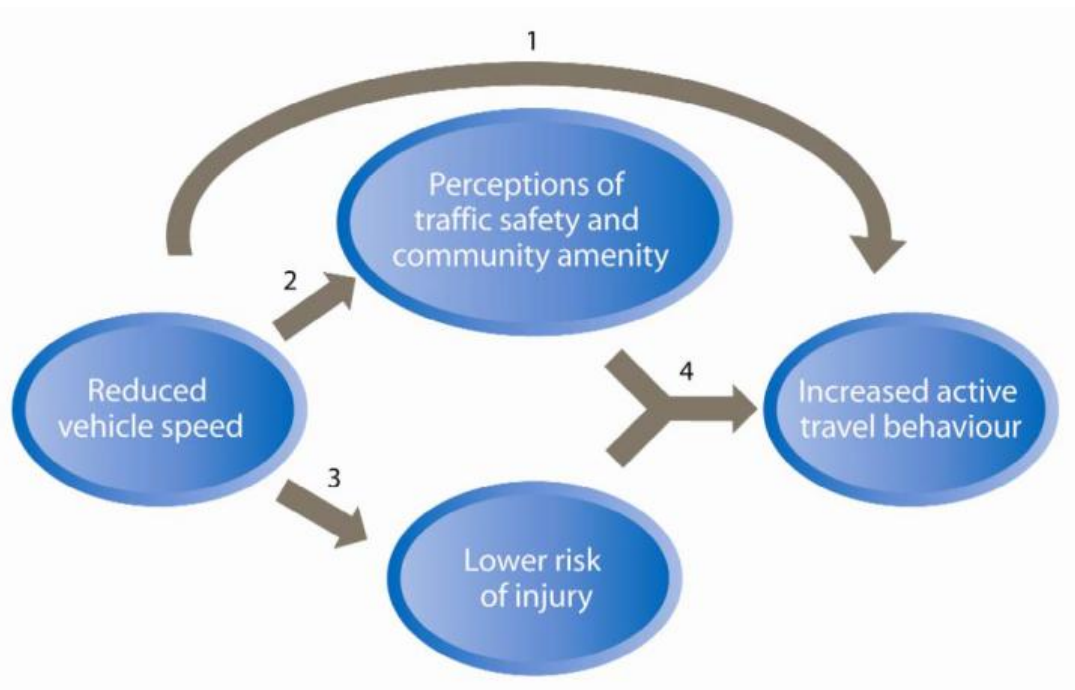 1
Perceptions of
traffic safety and
community amenity
2
Reduced
vehicle speed
4
Increased active
travel behaviour
3
Lower risk
of injury